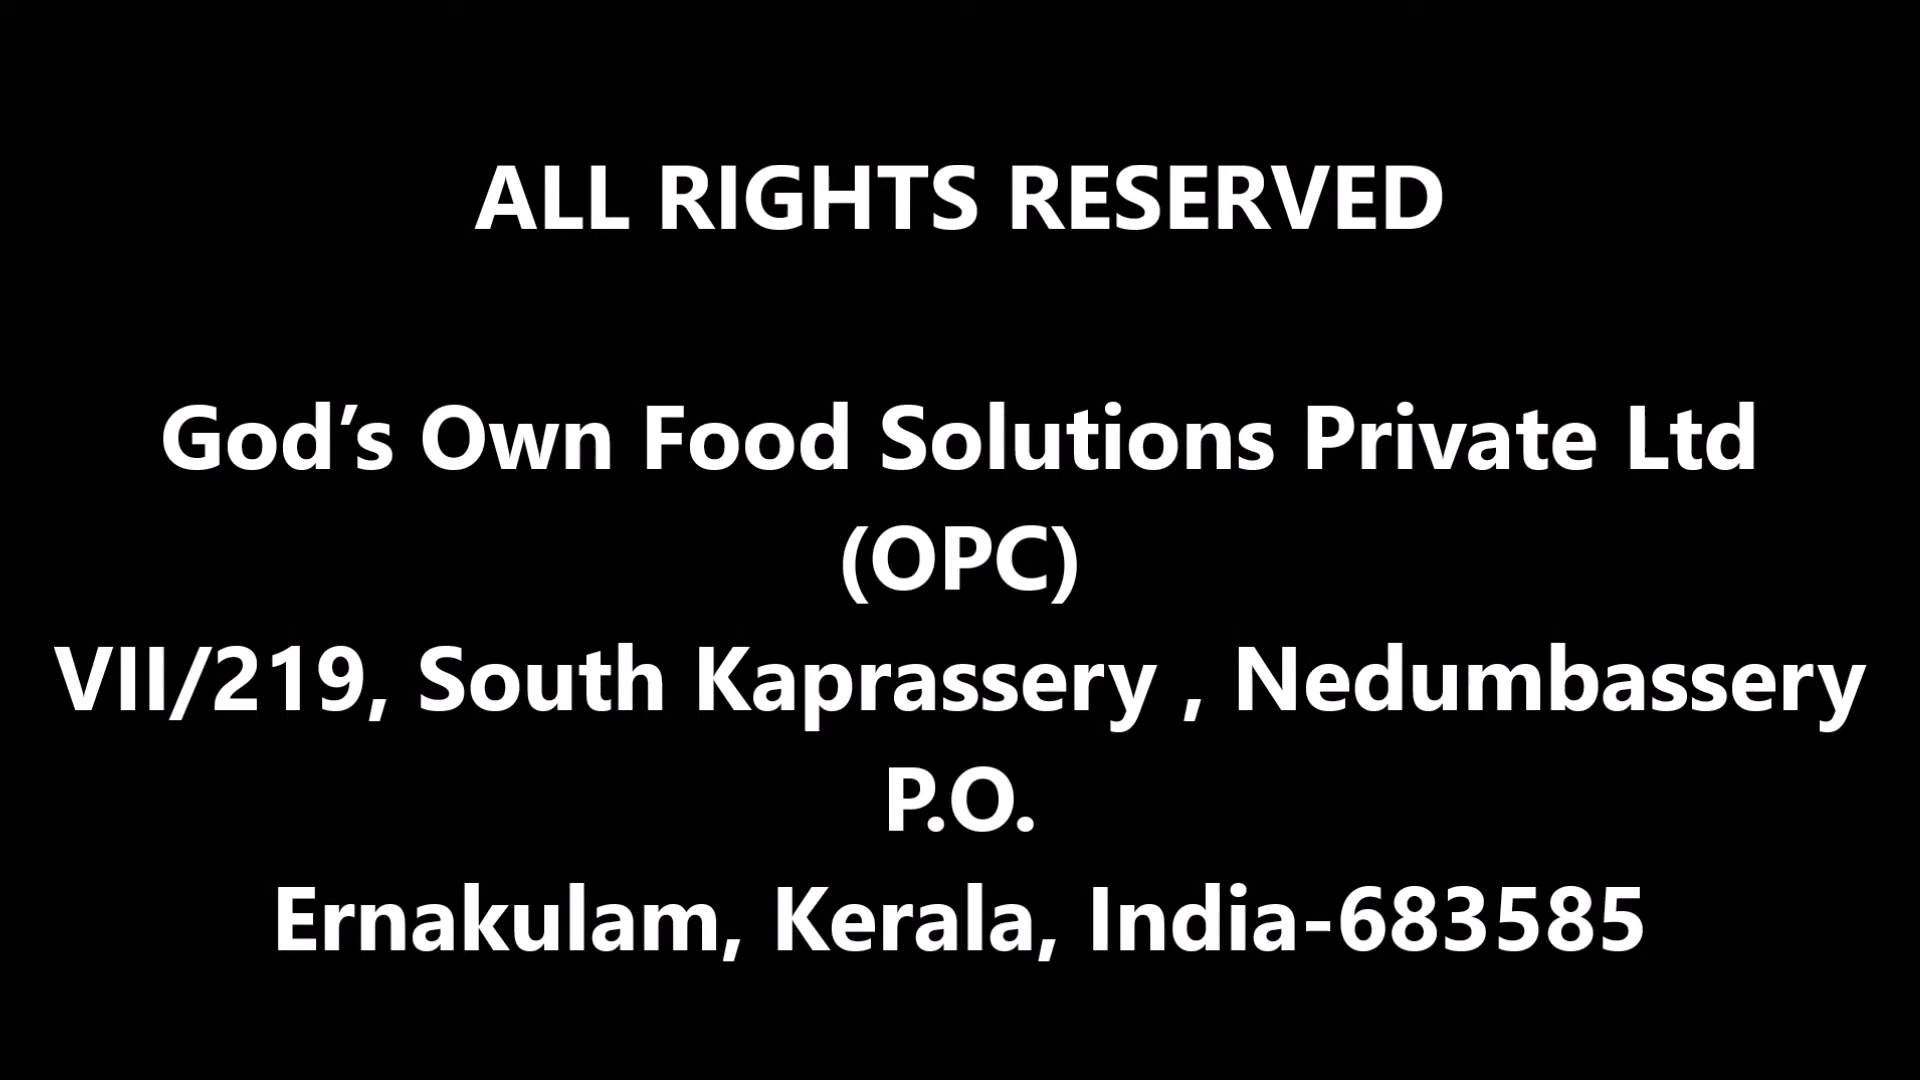 ALL RIGHTS RESERVED
God’s Own Food Solutions Private Ltd
(OPC)
VII/219, South Kaprassery , Nedumbassery
P.O.
Ernakulam, Kerala, India-683585